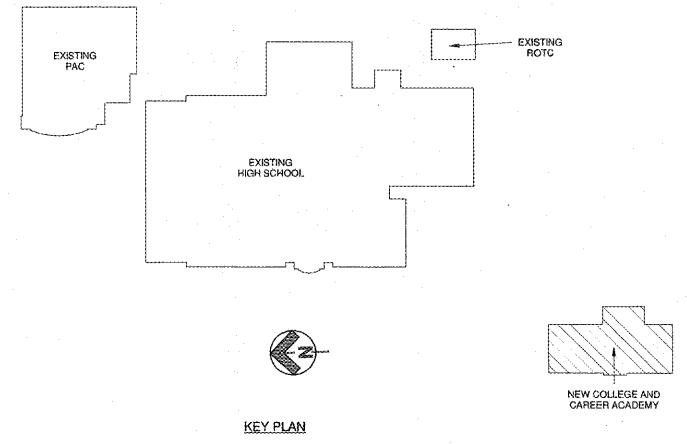 EXISTING
PAC
EXISTING
ROTC
EXISTING
HIGH SCHOOL
N
NEW COLLEGE AND
CAREER ACADEMY
KEY PLAN